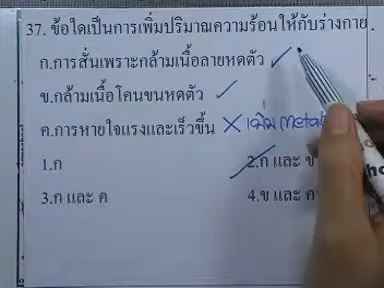 37. ข้อใดเป็นการเพิ่มปริมาณความร้อนให้กับร่างกาย
ก.การสั่นเพราะกล้ามเนื้อลายหดตัว
ข.กล้ามเนื้อโคนขนหดตัว
ค.การหายใจแรงและเร็วขึ้น × เพิ่ม
1.ก 2.ก และ ข
3.ก และ ค 4.ข และ ค